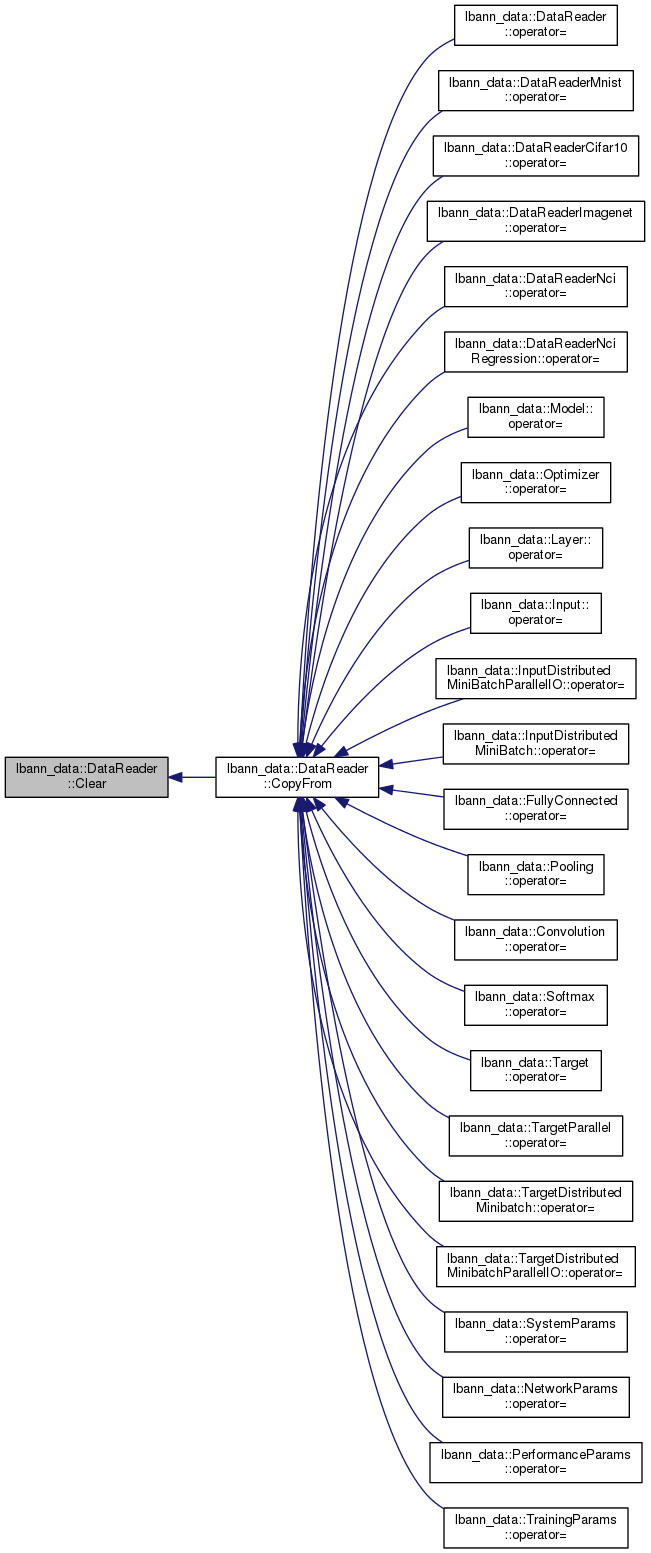 lbann_data::DataReader
::operator=
lbann_data::DataReaderMnist
::operator=
lbann_data::DataReaderCifar10
::operator=
lbann_data::DataReaderImagenet
::operator=
lbann_data::DataReaderNci
::operator=
lbann_data::DataReaderNci
Regression::operator=
lbann_data::Model::
operator=
lbann_data::Optimizer
::operator=
lbann_data::Layer::
operator=
lbann_data::Input::
operator=
lbann_data::InputDistributed
MiniBatchParallelIO::operator=
lbann_data::InputDistributed
MiniBatch::operator=
lbann_data::DataReader
::Clear
lbann_data::DataReader
::CopyFrom
lbann_data::FullyConnected
::operator=
lbann_data::Pooling
::operator=
lbann_data::Convolution
::operator=
lbann_data::Softmax
::operator=
lbann_data::Target
::operator=
lbann_data::TargetParallel
::operator=
lbann_data::TargetDistributed
Minibatch::operator=
lbann_data::TargetDistributed
MinibatchParallelIO::operator=
lbann_data::SystemParams
::operator=
lbann_data::NetworkParams
::operator=
lbann_data::PerformanceParams
::operator=
lbann_data::TrainingParams
::operator=